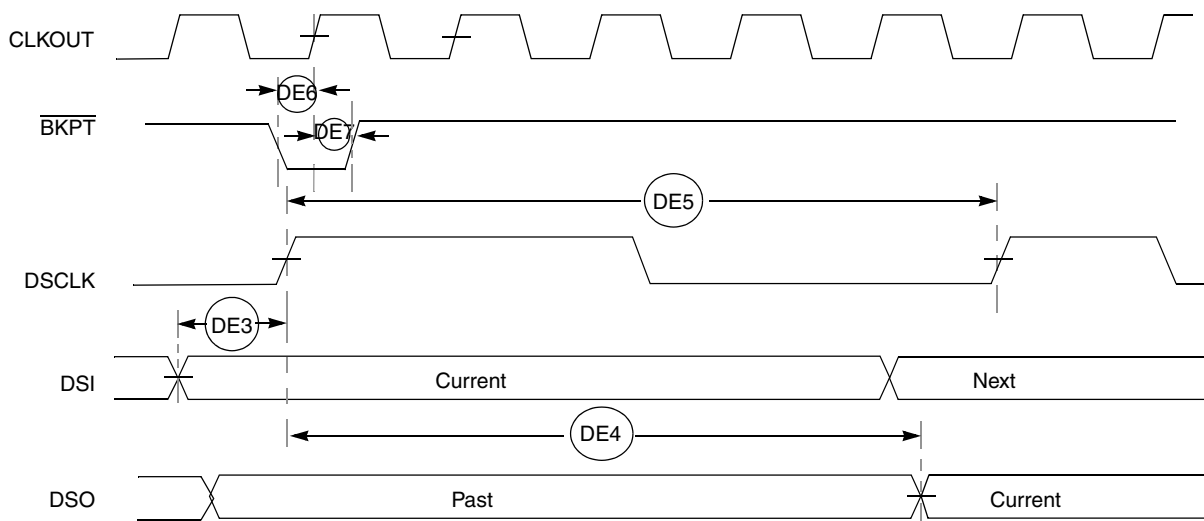 CLKOUT
DE6
BKPT
DE7
DE5
DSCLK
DE3
DSI
Current
Next
DE4
DSO
Past
Current